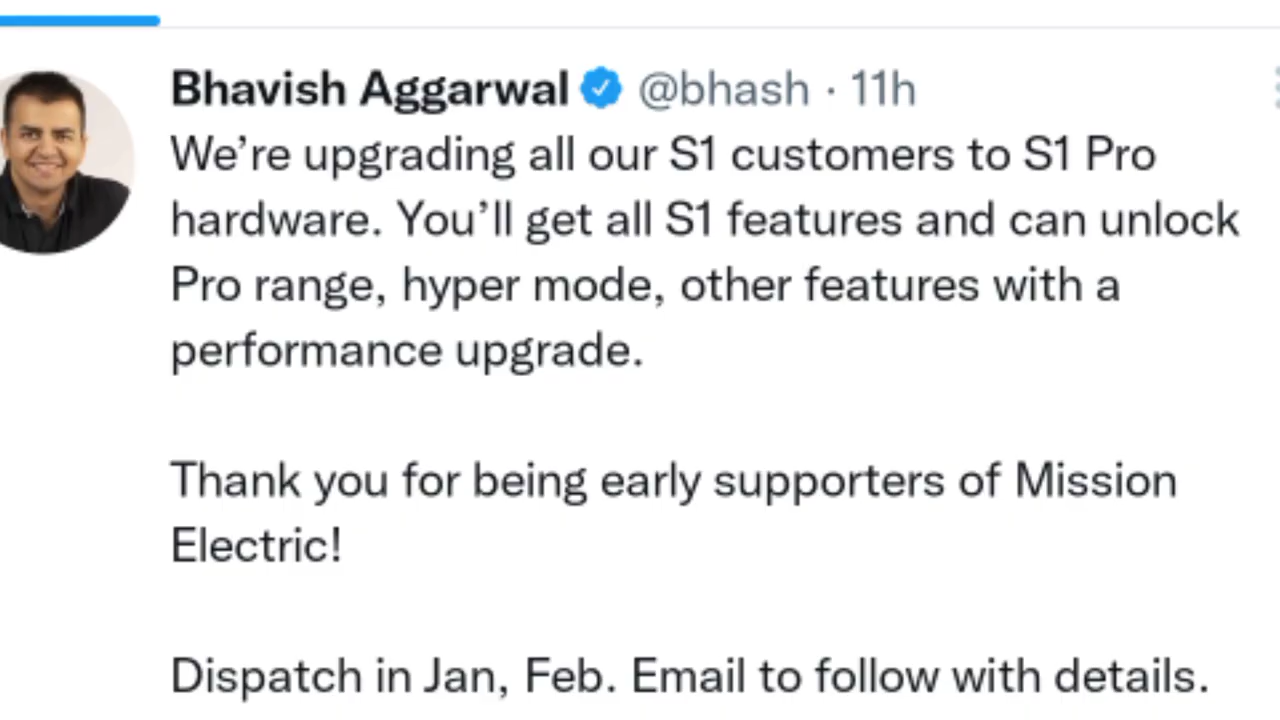 Bhavish Aggarwal @bhash · 11h
We’re upgrading all our S1 customers to S1 Pro
hardware. You’ll get all S1 features and can unlock
Pro range, hyper mode, other features with a
performance upgrade.
Thank you for being early supporters of Mission
Electric!
Dispatch in Jan, Feb. Email to follow with details.